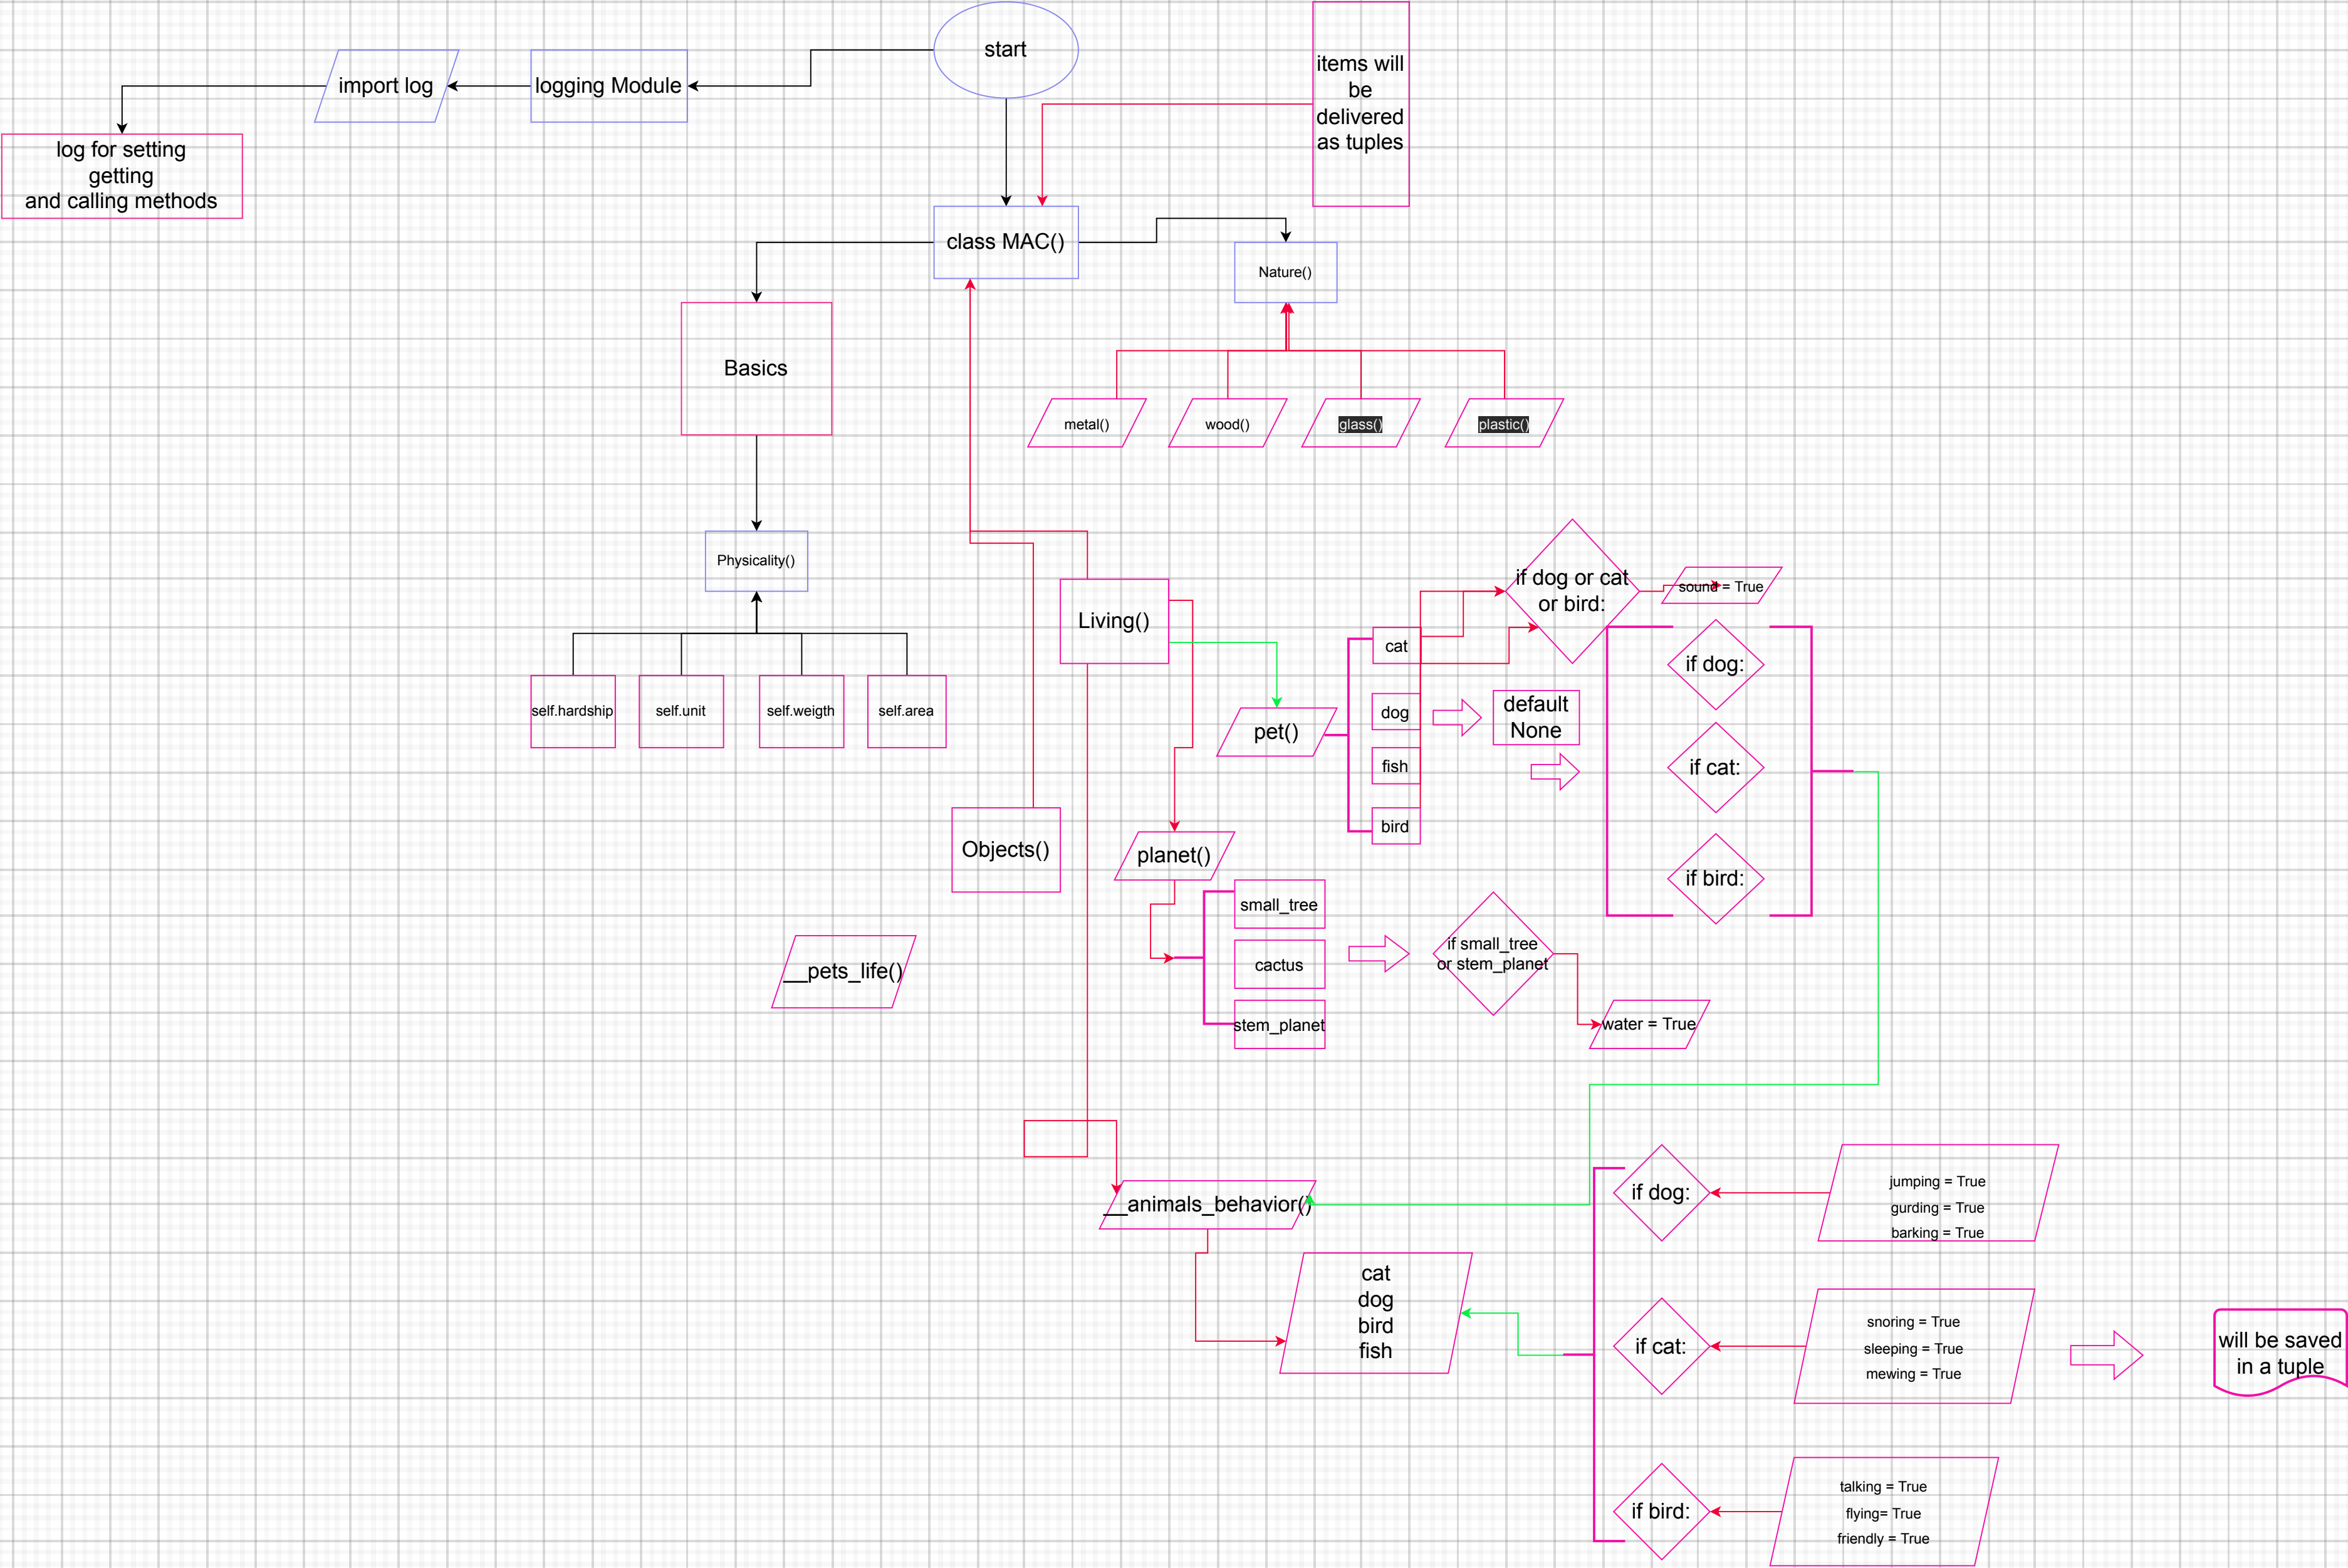 start
items will
be
delivered
as tuples
import log
logging Module
log for setting
getting
and calling methods
class MAC()
Nature()
Basics
metal()
wood()
glass()
plastic()
Physicality()
if dog or cat
or bird:
sound = True
Living()
cat
if dog:
self.hardship
self.unit
self.weigth
self.area
dog
default
None
pet()
fish
if cat:
bird
Objects()
planet()
if bird:
small_tree
if small_tree
or stem_planet
cactus
__pets_life()
stem_planet
water = True
__animals_behavior()
if dog:
jumping = True
gurding = True
barking = True
cat
dog
bird
fish
if cat:
snoring = True
sleeping = True
mewing = True
will be saved
in a tuple
if bird:
talking = True
flying= True
friendly = True